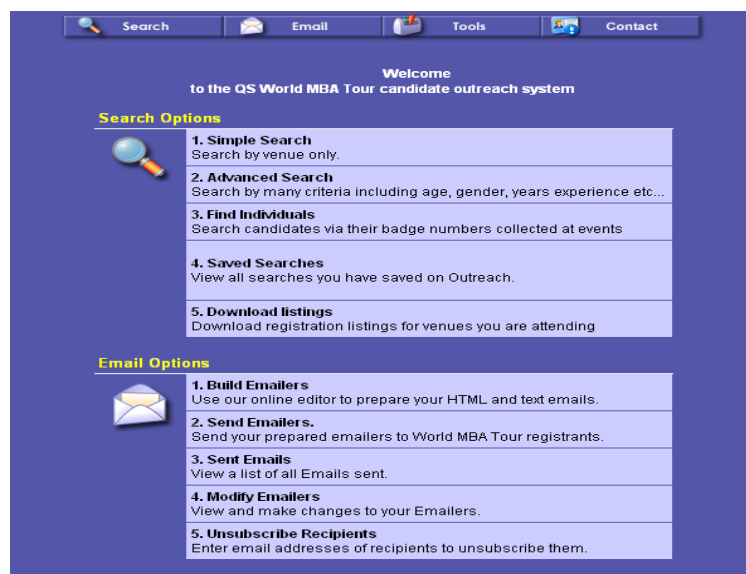 Search Email Tools Contact
Welcome
to the QS World MBA Tour candidate outreach system
Search Options
1. Simple Search
Search by venue only.
2. Advanced Search
Search by many criteria including age, gender, years experience etc...
3. Find Individuals
Search candidates via their badge numbers collected at events
4. Saved Searches
View all searches you have saved on Outreach.
5. Download listings
Download registration listings for venues you are attending
Email Options
1. Build Emailers
Use our online editor to prepare your HTML and text emails.
2. Send Emailers.
Send your prepared emailers to World MBA Tour registrants.
3. Sent Emails
View a list of all Emails sent.
4. Modify Emailers
View and make changes to your Emailers.
5. Unsubscribe Recipients
Enter email addresses of recipients to unsubscribe them.